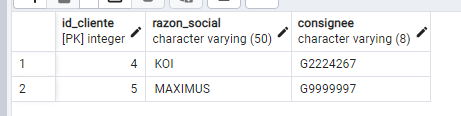 id_cliente razon_social consignee
[PK] integer character varying (50) character varying (8)
1 4 KOI G2224267
2 5 MAXIMUS G9999997